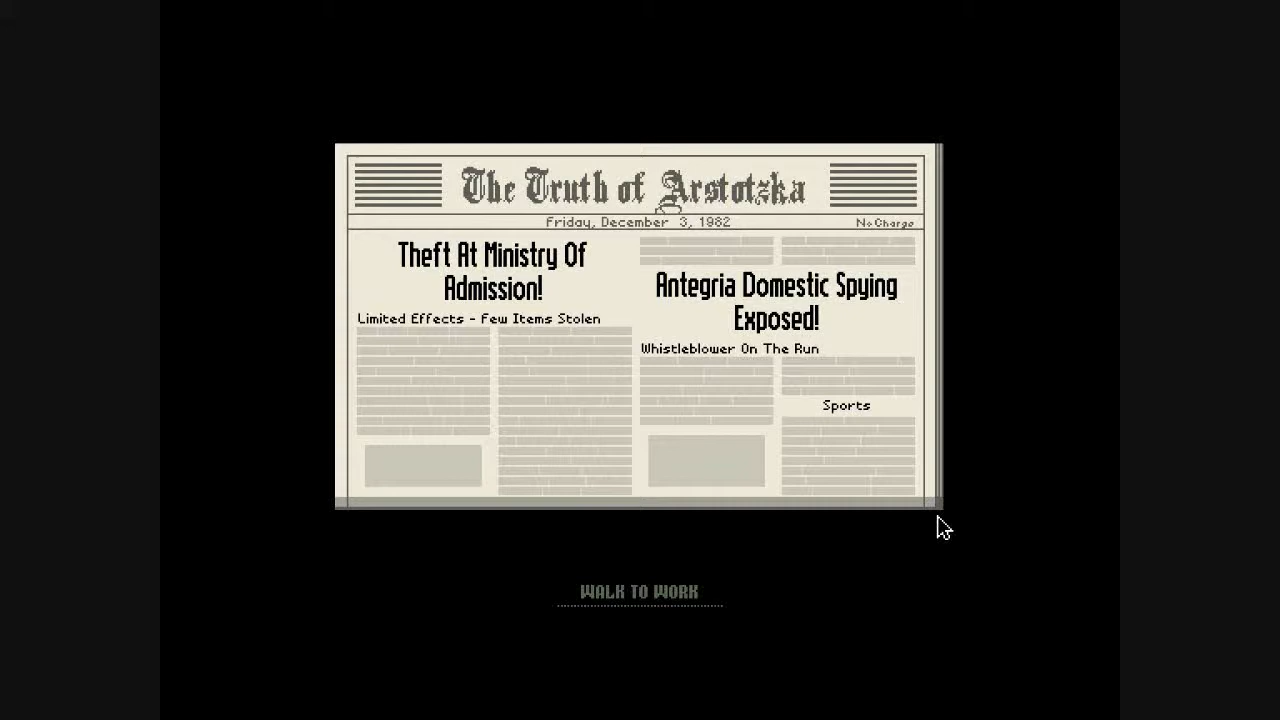 The Truth of Arstotzka
Friday, December 3, 1982
No Charge
Theft At Ministry Of
Admission!
Limited Effects - Few Items Stolen
Antegria Domestic Spying
Exposed!
Whistleblower On The Run
Sports
WALK TO WORK